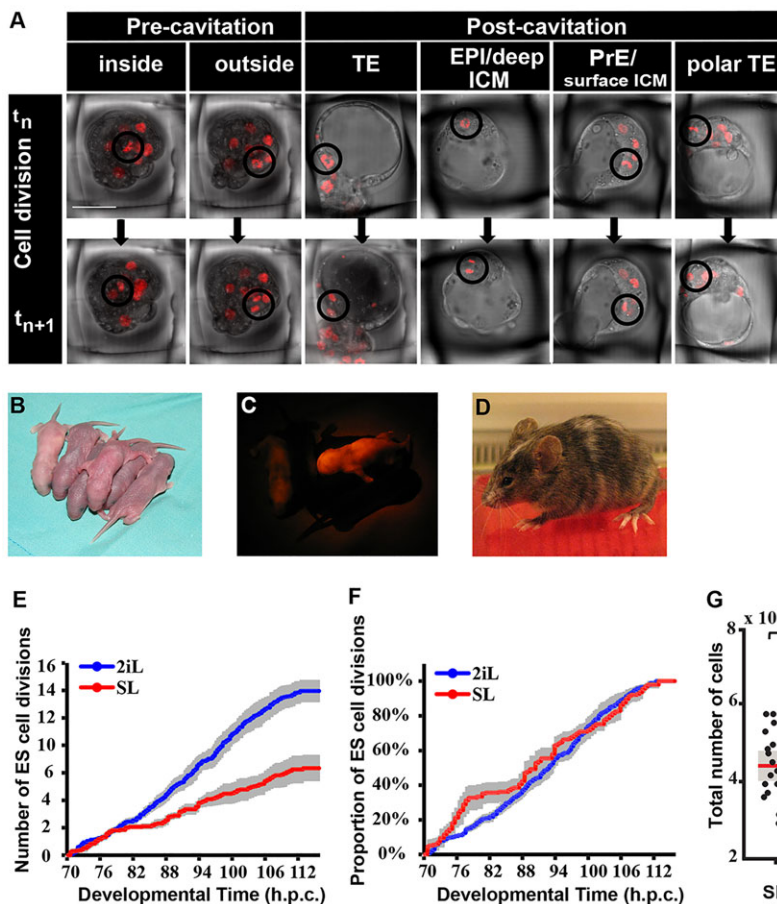 A
Pre-cavitation
Post-cavitation
inside
outside
TE
EPI/deep
ICM
PrE/
surface ICM
polar TE
Cell division
tn
tn+1
B
C
D
E
Number of ES cell divisions
16
14
12
10
8
6
4
2
0
2iL
SL
70 76 82 88 94 100 106 112
Developmental Time (h.p.c.)
F
Proportion of ES cell divisions
100%
80%
60%
40%
20%
0%
2iL
SL
70 76 82 88 94 100 106 112
Developmental Time (h.p.c.)
G
x 10
Total number of cells
8
6
4
2